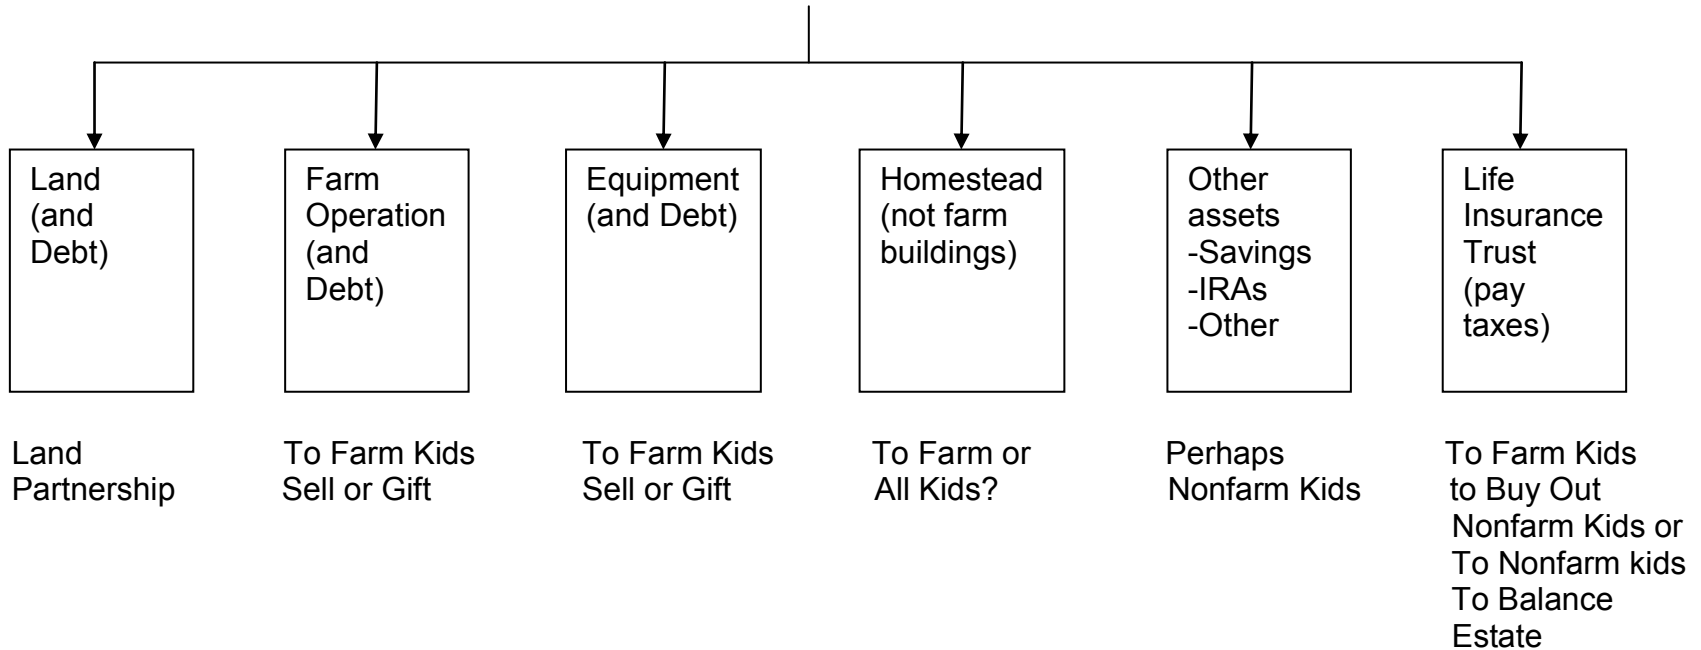 Land
(and
Debt)
Farm
Operation
(and
Debt)
Equipment
(and Debt)
Homestead
(not farm
buildings)
Other
assets
-Savings
-IRAs
-Other
Life
Insurance
Trust
(pay
taxes)
Land
Partnership
To Farm Kids
Sell or Gift
To Farm Kids
Sell or Gift
To Farm or
All Kids?
Perhaps
Nonfarm Kids
To Farm Kids
to Buy Out
Nonfarm Kids or
To Nonfarm kids
To Balance
Estate